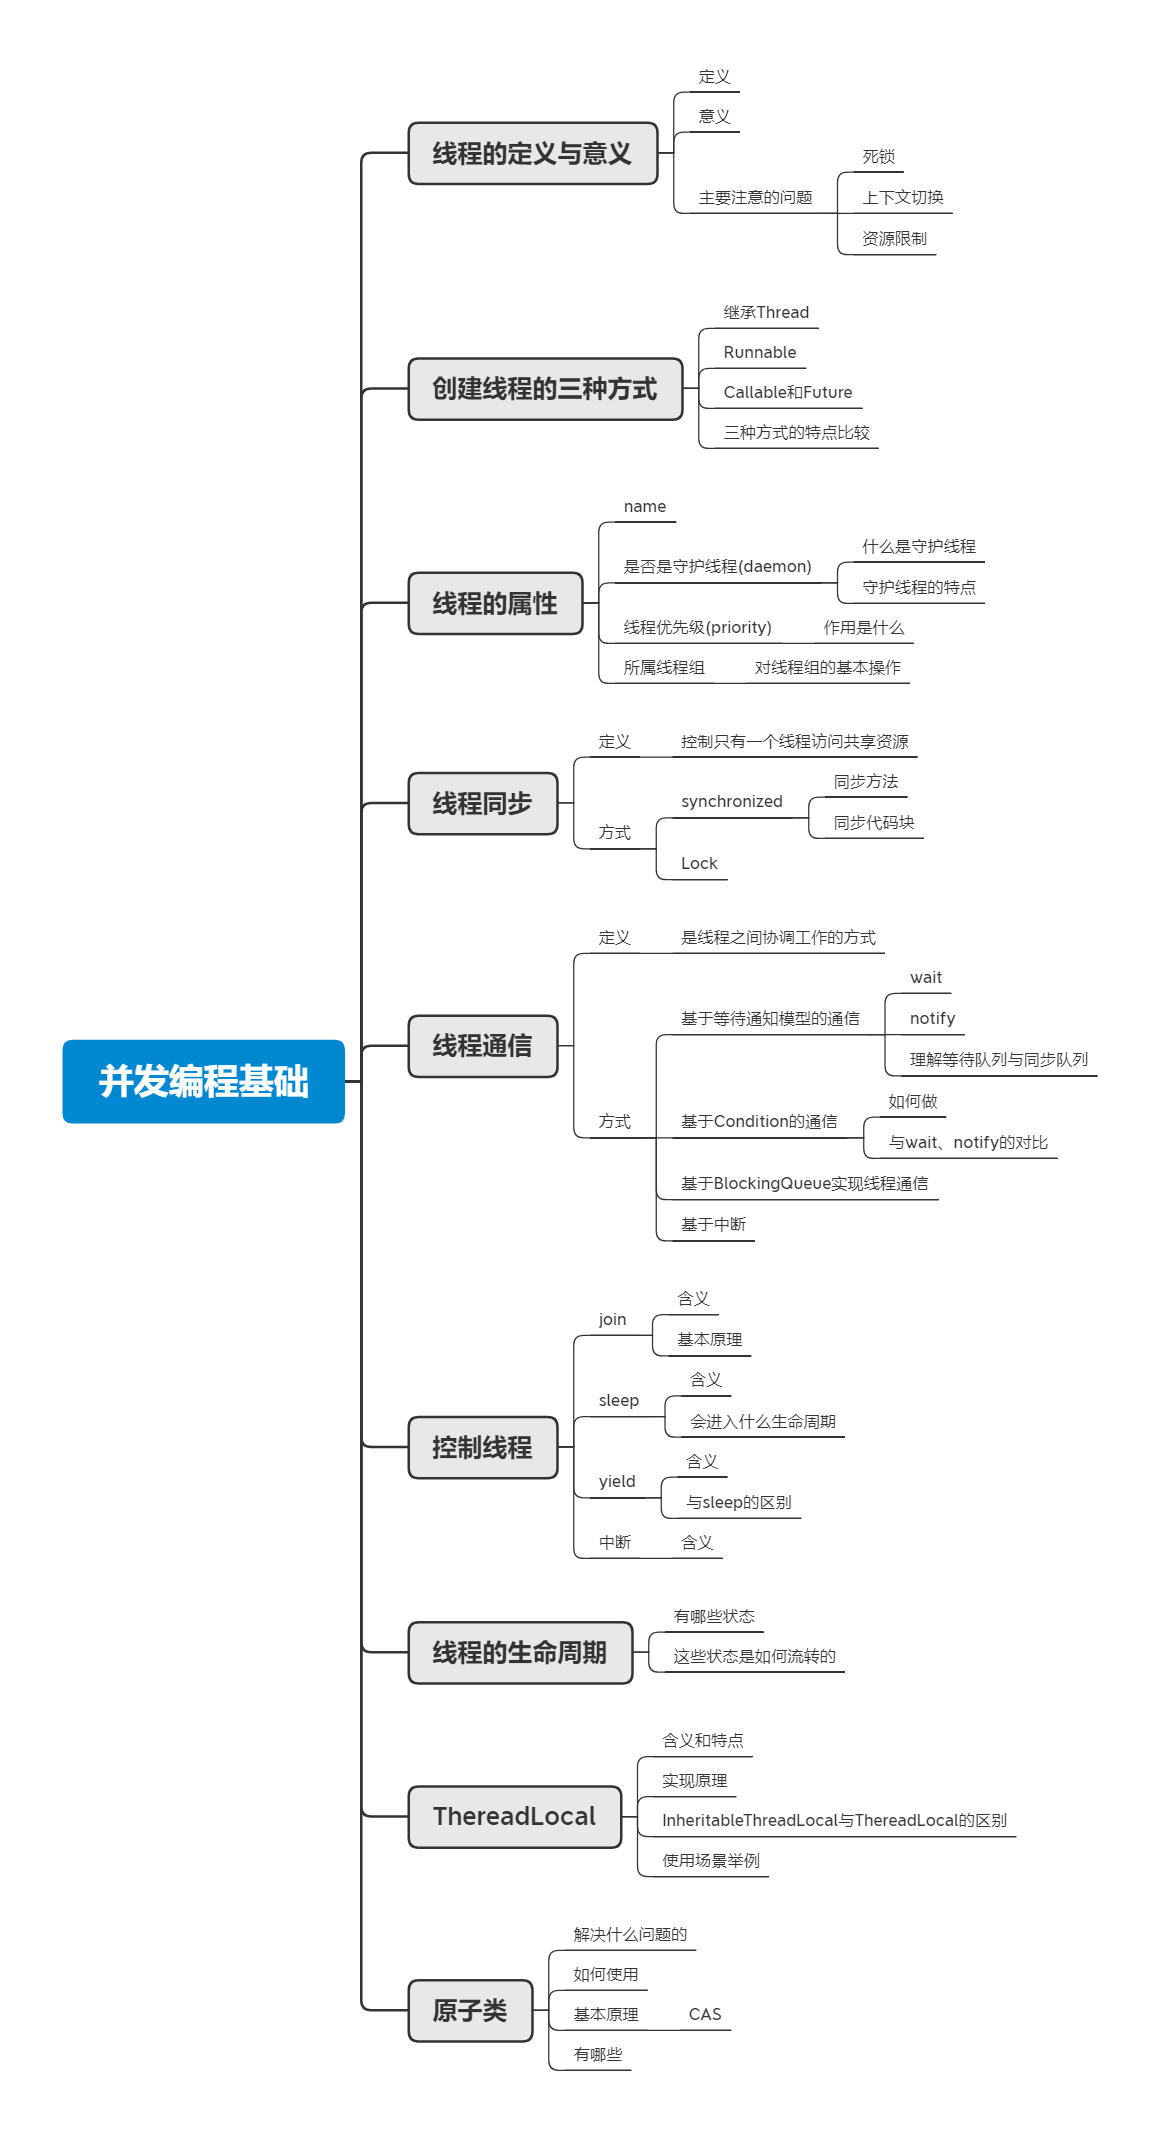 并发编程基础
线程的定义与意义
定义
意义
主要注意的问题
死锁
上下文切换
资源限制
创建线程的三种方式
继承Thread
Runnable
Callable和Future
三种方式的特点比较
线程的属性
name
是否是守护线程(daemon)
什么是守护线程
守护线程的特点
线程优先级(priority)
作用是什么
所属线程组
对线程组的基本操作
线程同步
定义
控制只有一个线程访问共享资源
方式
synchronized
同步方法
同步代码块
Lock
线程通信
定义
是线程之间协调工作的方式
方式
基于等待通知模型的通信
wait
notify
理解等待队列与同步队列
基于Condition的通信
如何做
与wait、notify的对比
基于BlockingQueue实现线程通信
基于中断
控制线程
join
含义
基本原理
sleep
含义
会进入什么生命周期
yield
含义
与sleep的区别
中断
含义
线程的生命周期
有哪些状态
这些状态是如何流转的
ThereadLocal
含义和特点
实现原理
InheritableThreadLocal与ThereadLocal的区别
使用场景举例
原子类
解决什么问题的
如何使用
基本原理
CAS
有哪些